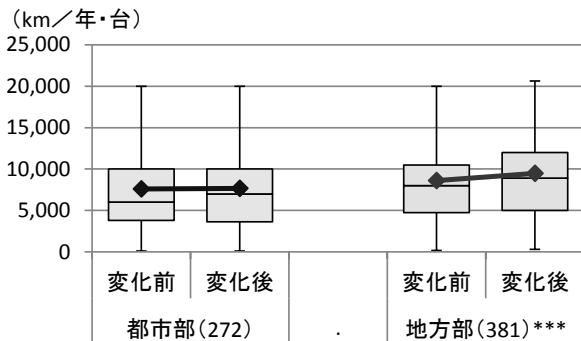 （km／年・台）
25,000
20,000
15,000
10,000
5,000
0
変化前 変化後 変化前 変化後
都市部（272） . 地方部（381）***